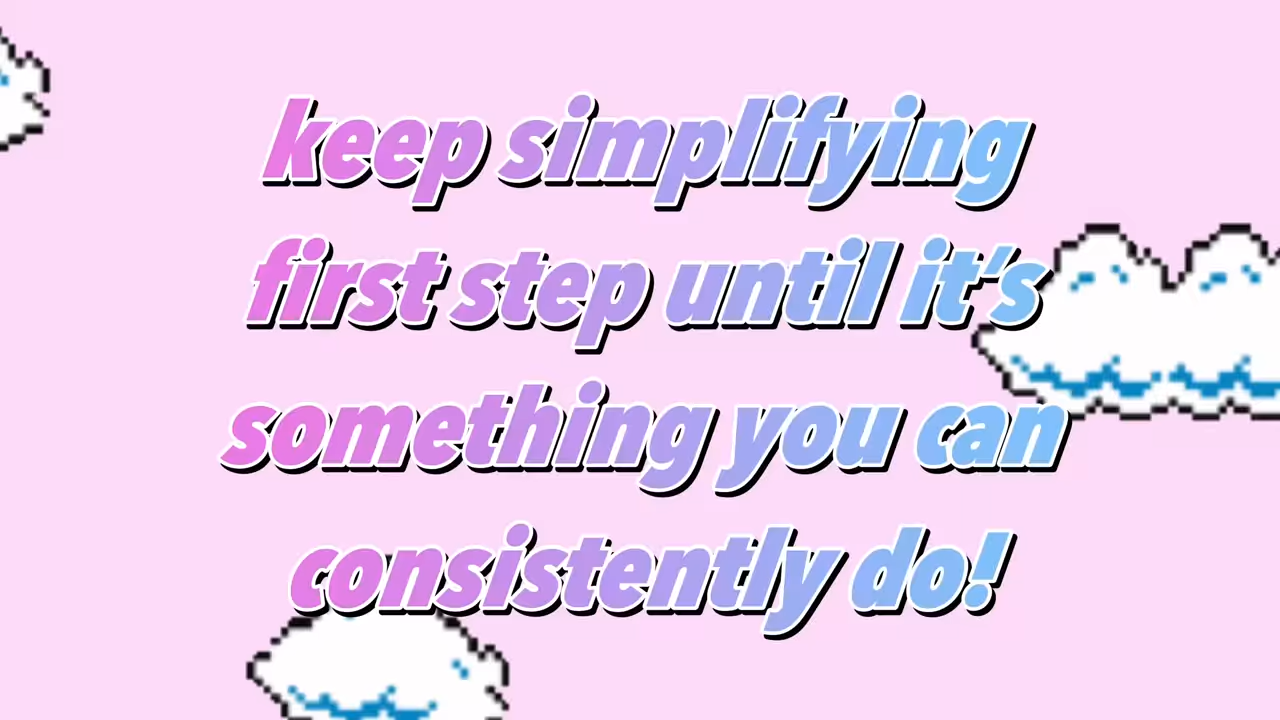 keep simplifying
first step until it’s
something you can
consistently do!